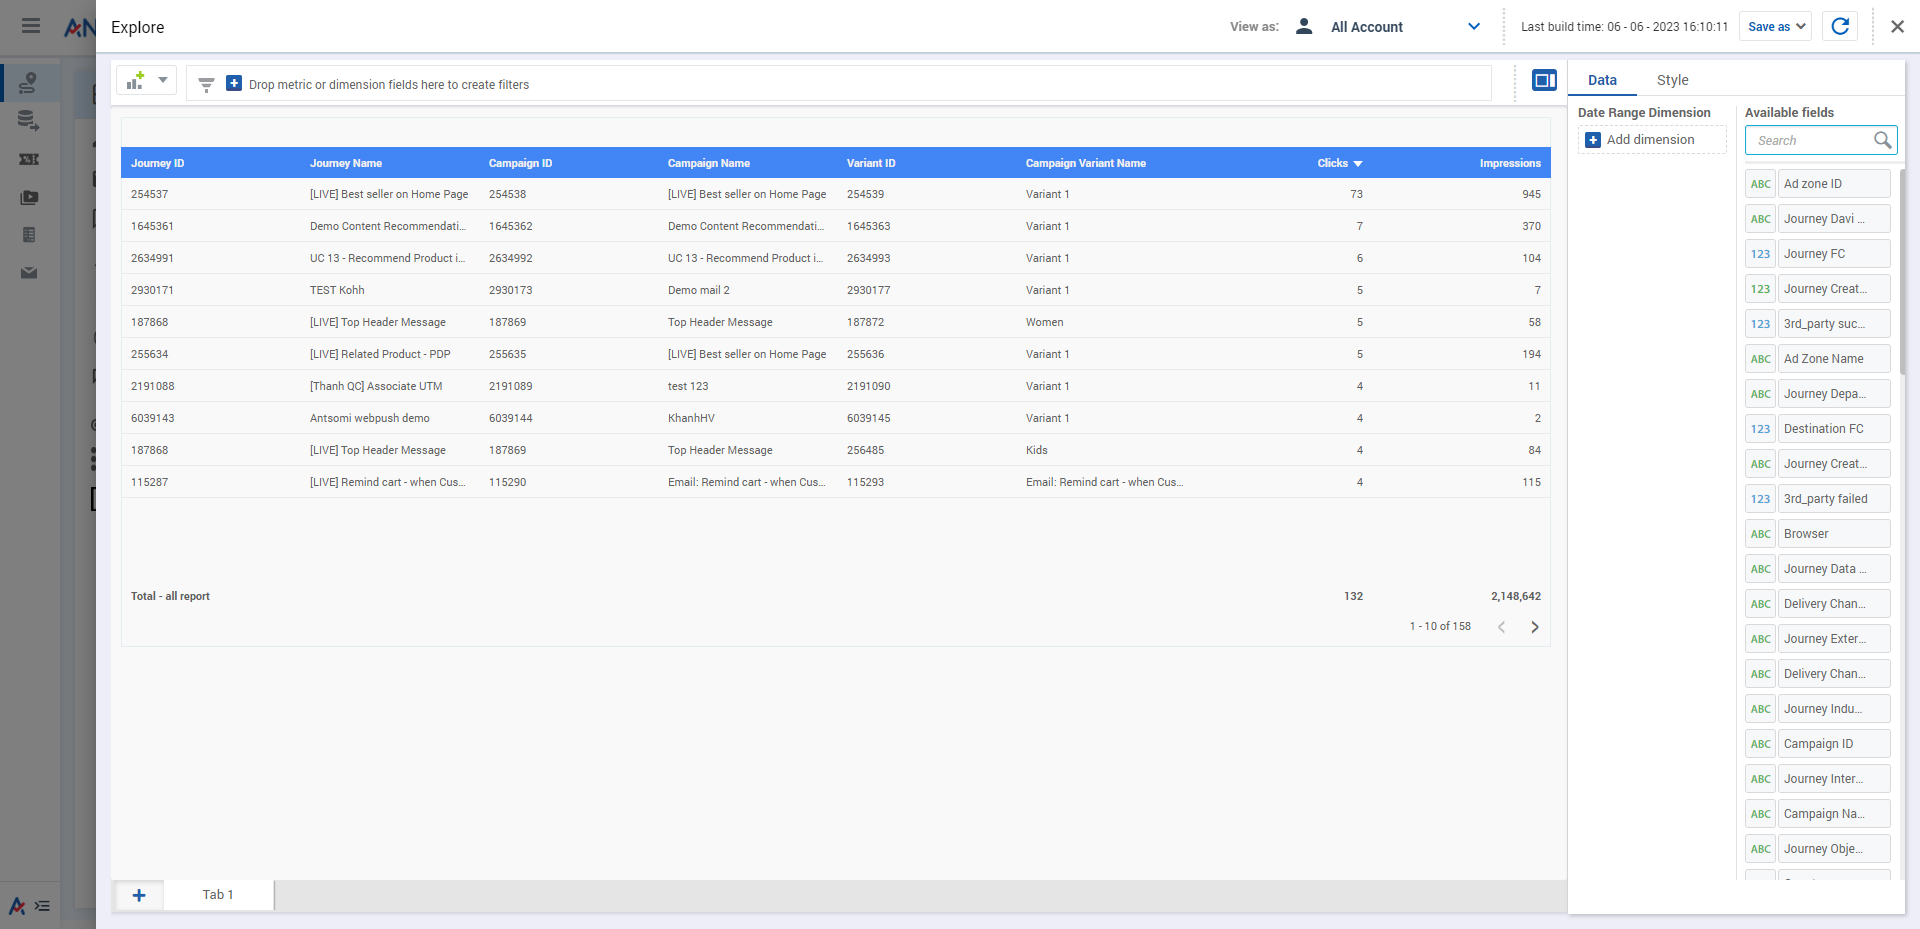 AN
Explore
View as: All Account
Last build time: 06 - 06 - 2023 16:10:11
Save as
Drop metric or dimension fields here to create filters
Journey ID Journey Name Campaign ID Campaign Name Variant ID Campaign Variant Name Clicks Impressions
254537 [LIVE] Best seller on Home Page 254538 [LIVE] Best seller on Home Page 254539 Variant 1 73 945
1645361 Demo Content Recommendati... 1645362 Demo Content Recommendati... 1645363 Variant 1 7 370
2634991 UC 13 - Recommend Product i... 2634992 UC 13 - Recommend Product i... 2634993 Variant 1 6 104
2930171 TEST Kohh 2930173 Demo mail 2 2930177 Variant 1 5 7
187868 [LIVE] Top Header Message 187869 Top Header Message 187872 Women 5 58
255634 [LIVE] Related Product - PDP 255635 [LIVE] Best seller on Home Page 255636 Variant 1 5 194
2191088 [Thanh QC] Associate UTM 2191089 test 123 2191090 Variant 1 4 11
6039143 Antsomi webpush demo 6039144 KhanhHV 6039145 Variant 1 4 2
187868 [LIVE] Top Header Message 187869 Top Header Message 256485 Kids 4 84
115287 [LIVE] Remind cart - when Cus... 115290 Email: Remind cart - when Cus... 115293 Email: Remind cart - when Cus... 4 115
Total - all report 132 2,148,642
1 - 10 of 158
Tab 1
Data Style
Date Range Dimension
Add dimension
Available fields
Search
ABC Ad zone ID
ABC Journey Davi ...
123 Journey FC
123 Journey Creat...
123 3rd_party suc...
ABC Ad Zone Name
ABC Journey Depa...
123 Destination FC
ABC Journey Creat...
123 3rd_party failed
ABC Browser
ABC Journey Data ...
ABC Delivery Chan...
ABC Journey Exter...
ABC Delivery Chan...
ABC Journey Indu...
ABC Campaign ID
ABC Journey Inter...
ABC Campaign Na...
ABC Journey Obje...